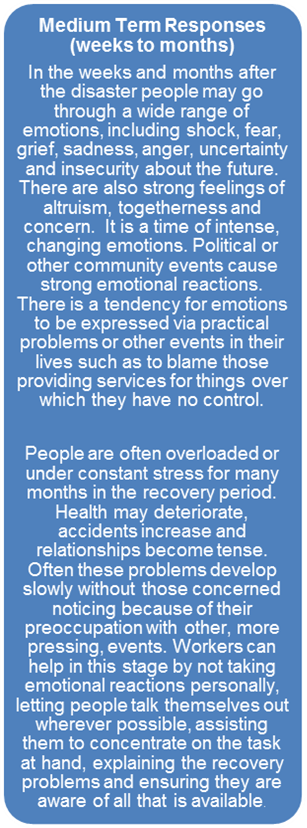 Medium Term Responses
(weeks to months)
In the weeks and months after
the disaster people may go
through a wide range of
emotions, including shock, fear,
grief, sadness, anger, uncertainty
and insecurity about the future.
There are also strong feelings of
altruism, togetherness and
concern.  It is a time of intense,
changing emotions. Political or
other community events cause
strong emotional reactions.
There is a tendency for emotions
to be expressed via practical
problems or other events in their
lives such as to blame those
providing services for things over
which they have no control.
People are often overloaded or
under constant stress for many
months in the recovery period.
Health may deteriorate,
accidents increase and
relationships become tense.
Often these problems develop
slowly without those concerned
noticing because of their
preoccupation with other, more
pressing, events. Workers can
help in this stage by not taking
emotional reactions personally,
letting people talk themselves out
wherever possible, assisting
them to concentrate on the task
at hand, explaining the recovery
problems and ensuring they are
aware of all that is available.